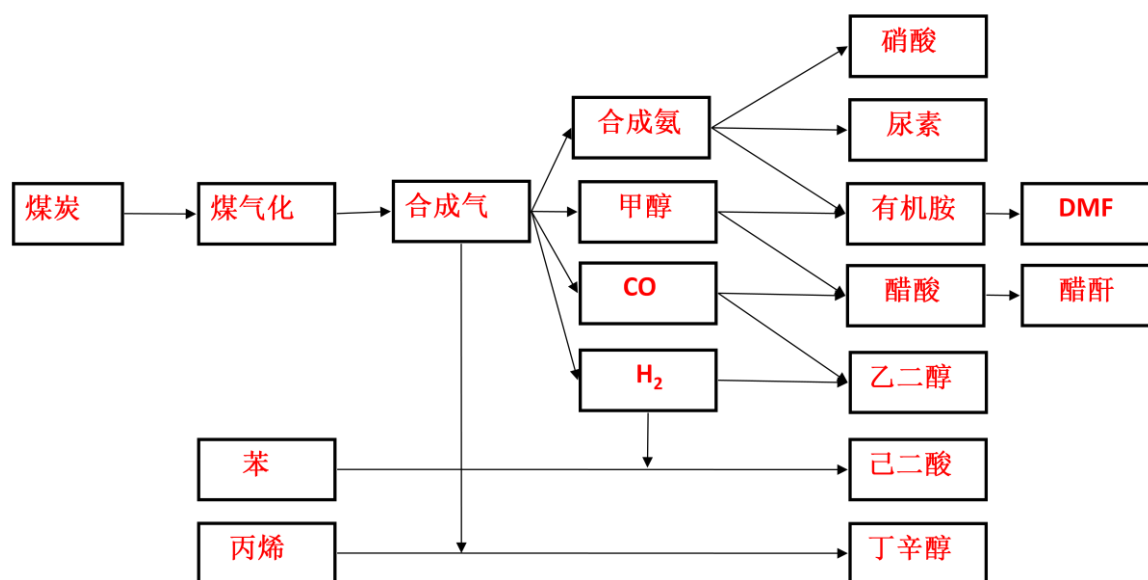 硝酸
合成氨
尿素
煤炭
煤气化
合成气
甲醇
有机胺
DMF
CO
醋酸
醋酐
H₂
乙二醇
苯
己二酸
丙烯
丁辛醇